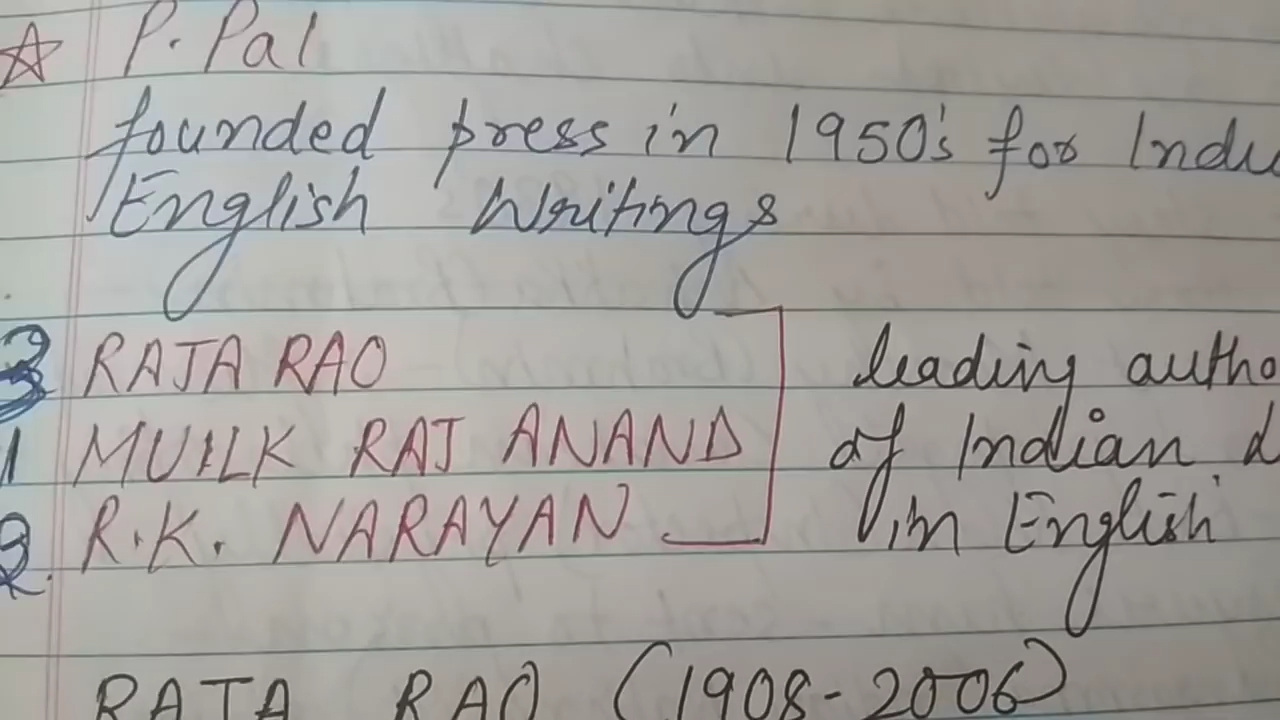 ☆ P. Pal
founded press in 1950's for
English Writings
3 RAJA RAO leading
1 MULK RAJ ANAND of Indian
2. R.K. NARAYAN in English
RAJA RAO (1908-2006)